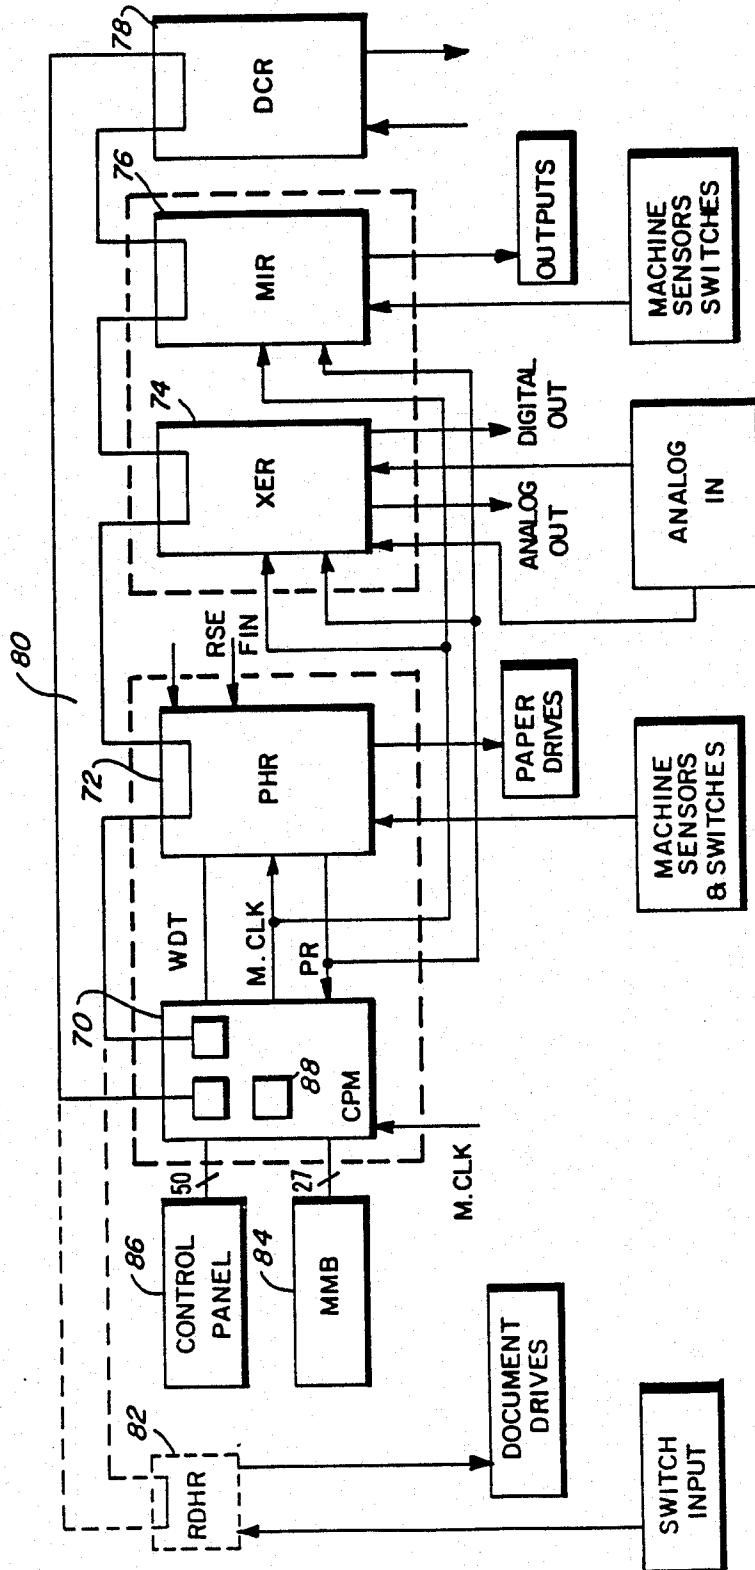 80
78
DCR
76
MIR
OUTPUTS
MACHINE
SENSORS
SWITCHES
74
XER
DIGITAL
OUT
ANALOG
OUT
ANALOG
IN
RSE
FIN
72
PHR
PAPER
DRIVES
MACHINE
SENSORS
& SWITCHES
WDT
M. CLK
PR
70
88
CPM
M.CLK
50
27
86
CONTROL
PANEL
84
MMB
82
RDHR
DOCUMENT
DRIVES
SWITCH
INPUT